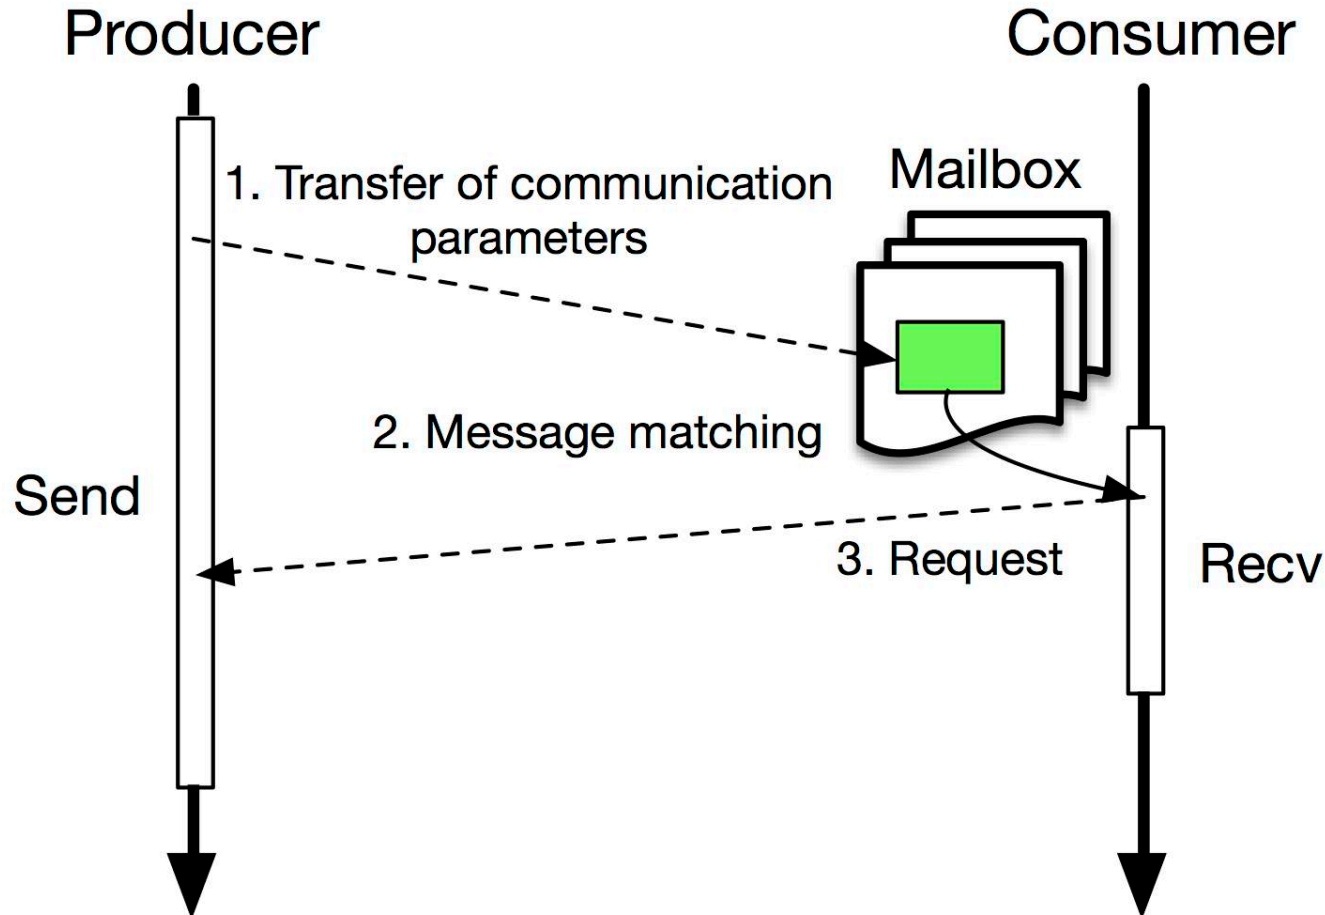 Producer
Consumer
1. Transfer of communication
parameters
Mailbox
2. Message matching
Send
3. Request
Recv